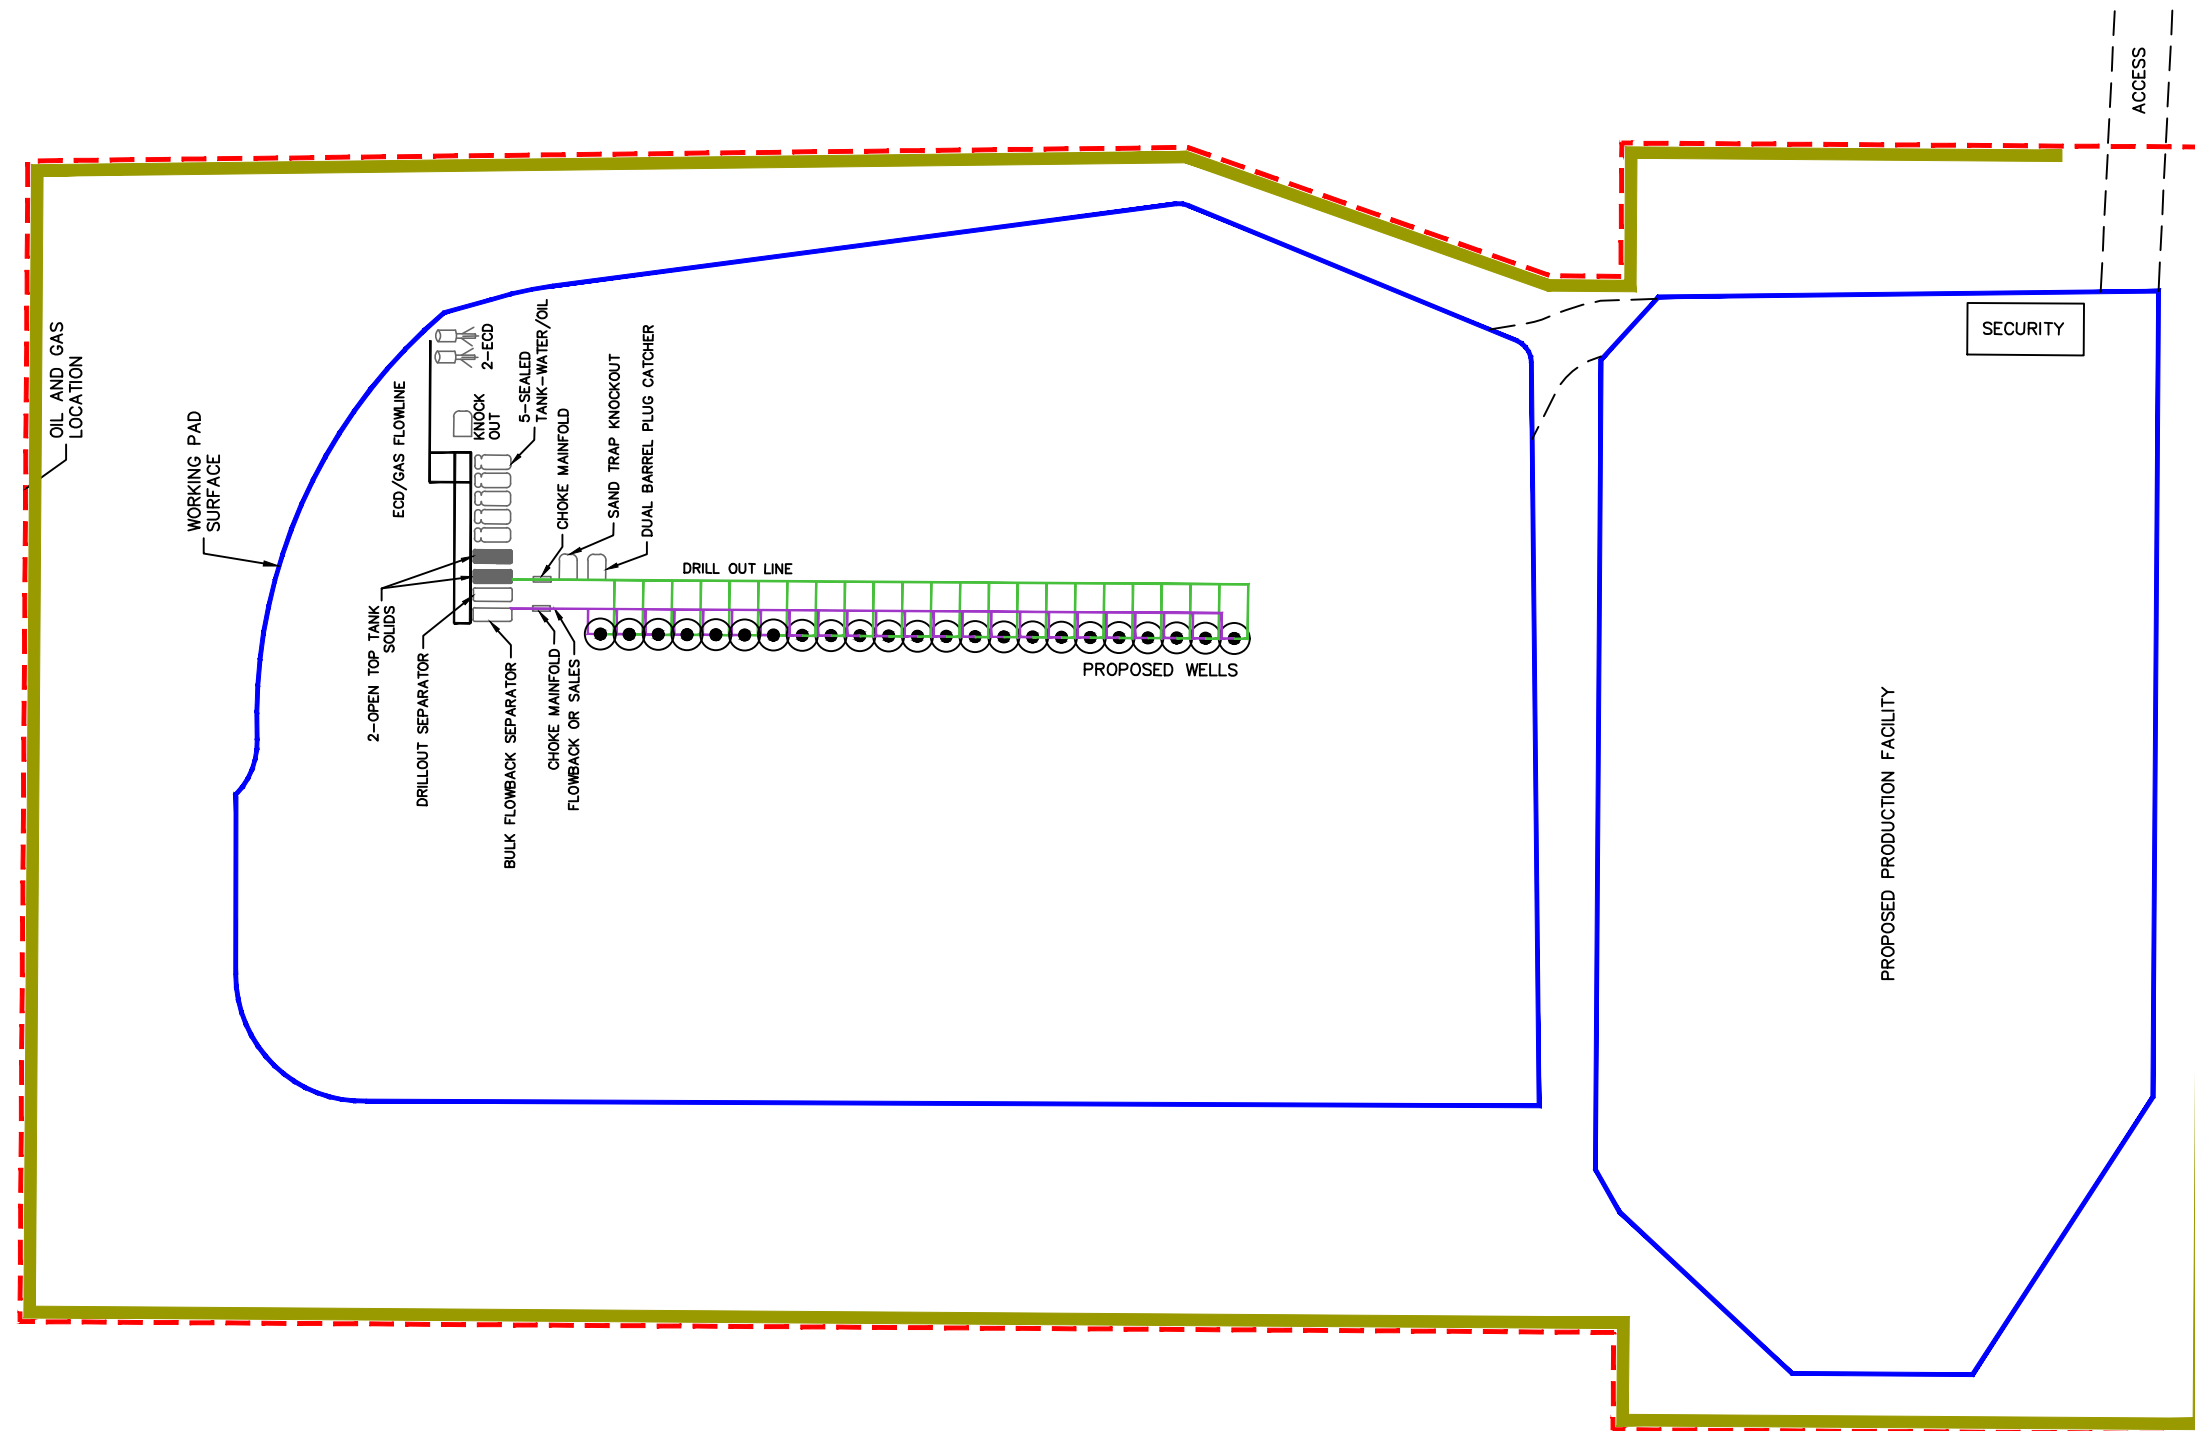 ACCESS
OIL AND GAS
LOCATION
WORKING PAD
SURFACE
ECD/GAS FLOWLINE
2-ECD
KNOCK
OUT
5-SEALED
TANK-WATER/OIL
CHOKE MAINFOLD
SAND TRAP KNOCKOUT
DUAL BARREL PLUG CATCHER
SECURITY
DRILL OUT LINE
2-OPEN TOP TANK
SOLIDS
DRILLOUT SEPARATOR
BULK FLOWBACK SEPARATOR
CHOKE MAINFOLD
FLOWBACK OR SALES
PROPOSED WELLS
PROPOSED PRODUCTION FACILITY